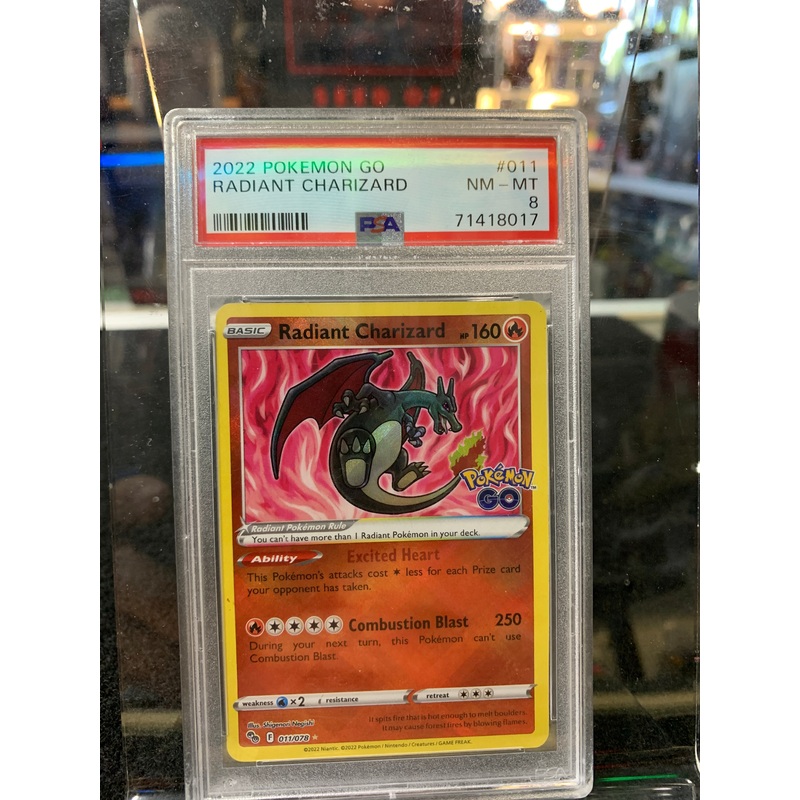 2022 POKEMON GO #011
RADIANT CHARIZARD NM - MT
8
PSA 71418017
BASIC Radiant Charizard HP 160
POKéMON
GO
Radiant Pokémon Rule
You can't have more than 1 Radiant Pokémon in your deck.
Ability Excited Heart
This Pokémon's attacks cost less for each Prize card
your opponent has taken.
Combustion Blast 250
During your next turn, this Pokémon can't use
Combustion Blast.
weakness ×2 resistance retreat
It spits fire that is hot enough to melt boulders.
It may cause forest fires by blowing flames.
Illus. Shigenori Negishi
F 011/078
©2022 Niantic, ©2022 Pokémon / Nintendo / Creatures / GAME FREAK.